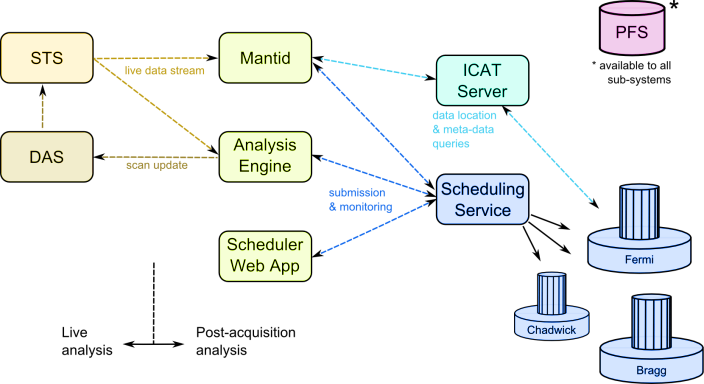 PFS
*
* available to all
sub-systems
STS
live data stream
Mantid
ICAT
Server
data location
& meta-data
queries
DAS
scan update
Analysis
Engine
submission
& monitoring
Scheduling
Service
Scheduler
Web App
Fermi
Chadwick
Bragg
Live
analysis
Post-acquisition
analysis